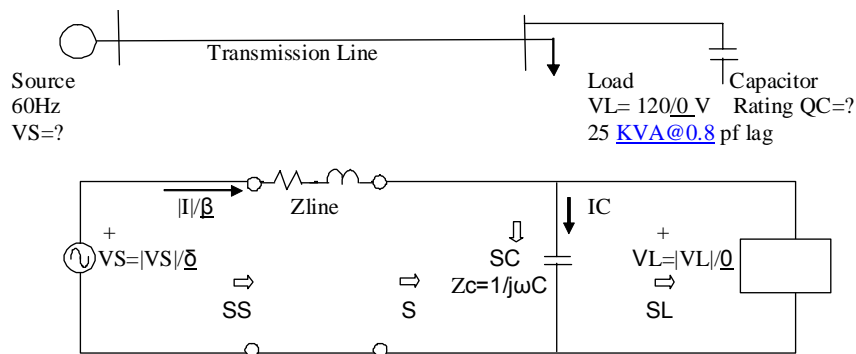 Transmission Line
Source Load Capacitor
60Hz VL= 120/0 V Rating QC=?
VS=? 25 KVA@0.8 pf lag
|I|/β Zline IC
+ SC +
VS=|VS|/δ VL=|VL|/0
Zc=1/jωC
SS S SL